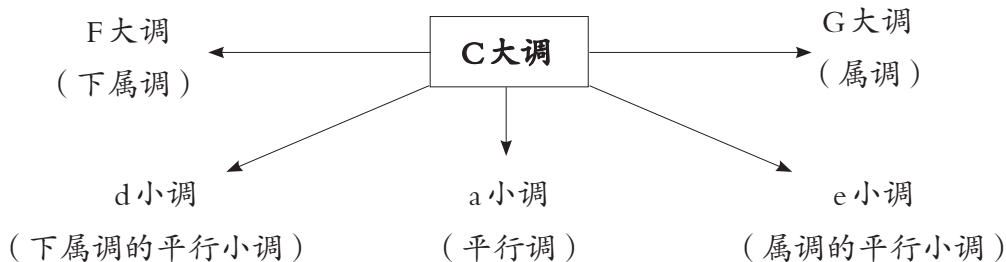 F大调
(下属调)
C大调
G大调
(属调)
d小调
(下属调的平行小调)
a小调
(平行调)
e小调
(属调的平行小调)